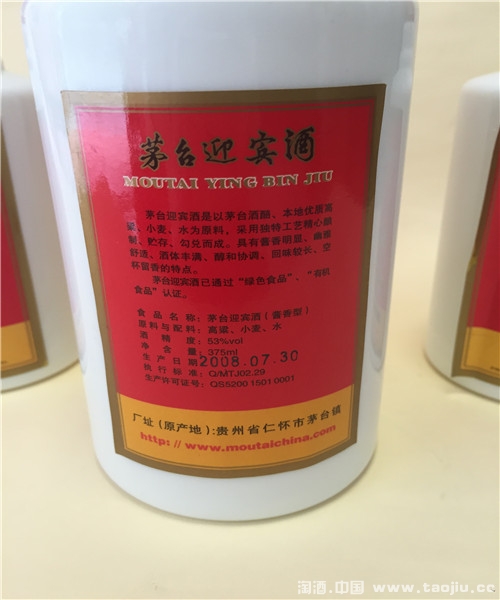 茅台迎宾酒
MOUTAI YING BIN JIU
茅台迎宾酒是以茅台酒醅、本地优质高
粱、小麦、水为原料，采用独特工艺精心酿
制、贮存、勾兑而成。具有酱香明显、幽雅
舒适、酒体丰满、醇和协调、回味较长、空
杯留香的特点。
茅台迎宾酒已通过“绿色食品”、“有机
食品”认证。
食品名称：茅台迎宾酒（酱香型）
原料与配料：高粱、小麦、水
酒精度：53%vol
净含量：375ml
生产日期 2008.07.30
执行标准：Q/MTJ02.29
生产许可证号：QS5200 1501 0001
厂址（原产地）：贵州省仁怀市茅台镇
http://www.moutaichina.com
淘酒.中国 www.taojiu.cc